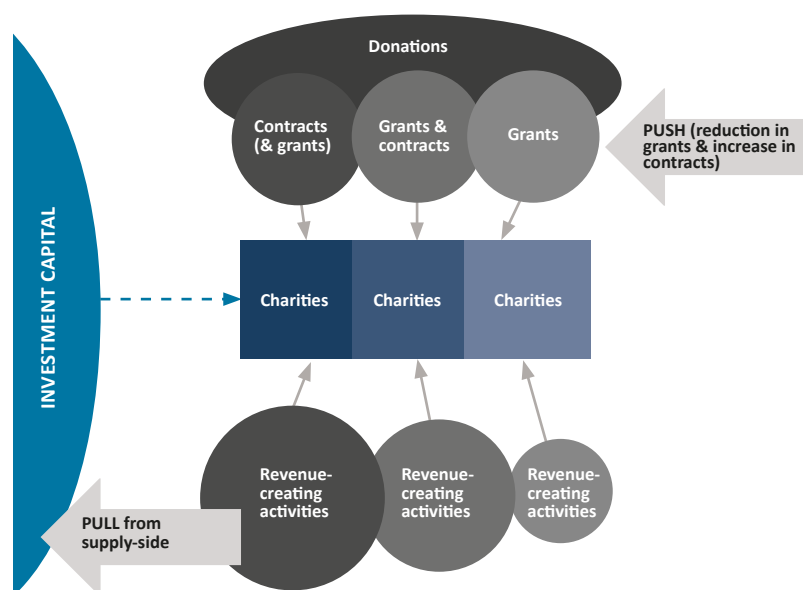 Donations
Contracts
(& grants)
Grants &
contracts
Grants
PUSH (reduction in
grants & increase in
contracts)
INVESTMENT CAPITAL
Charities
Charities
Charities
Revenue-
creating
activities
Revenue-
creating
activities
Revenue-
creating
activities
PULL from
supply-side